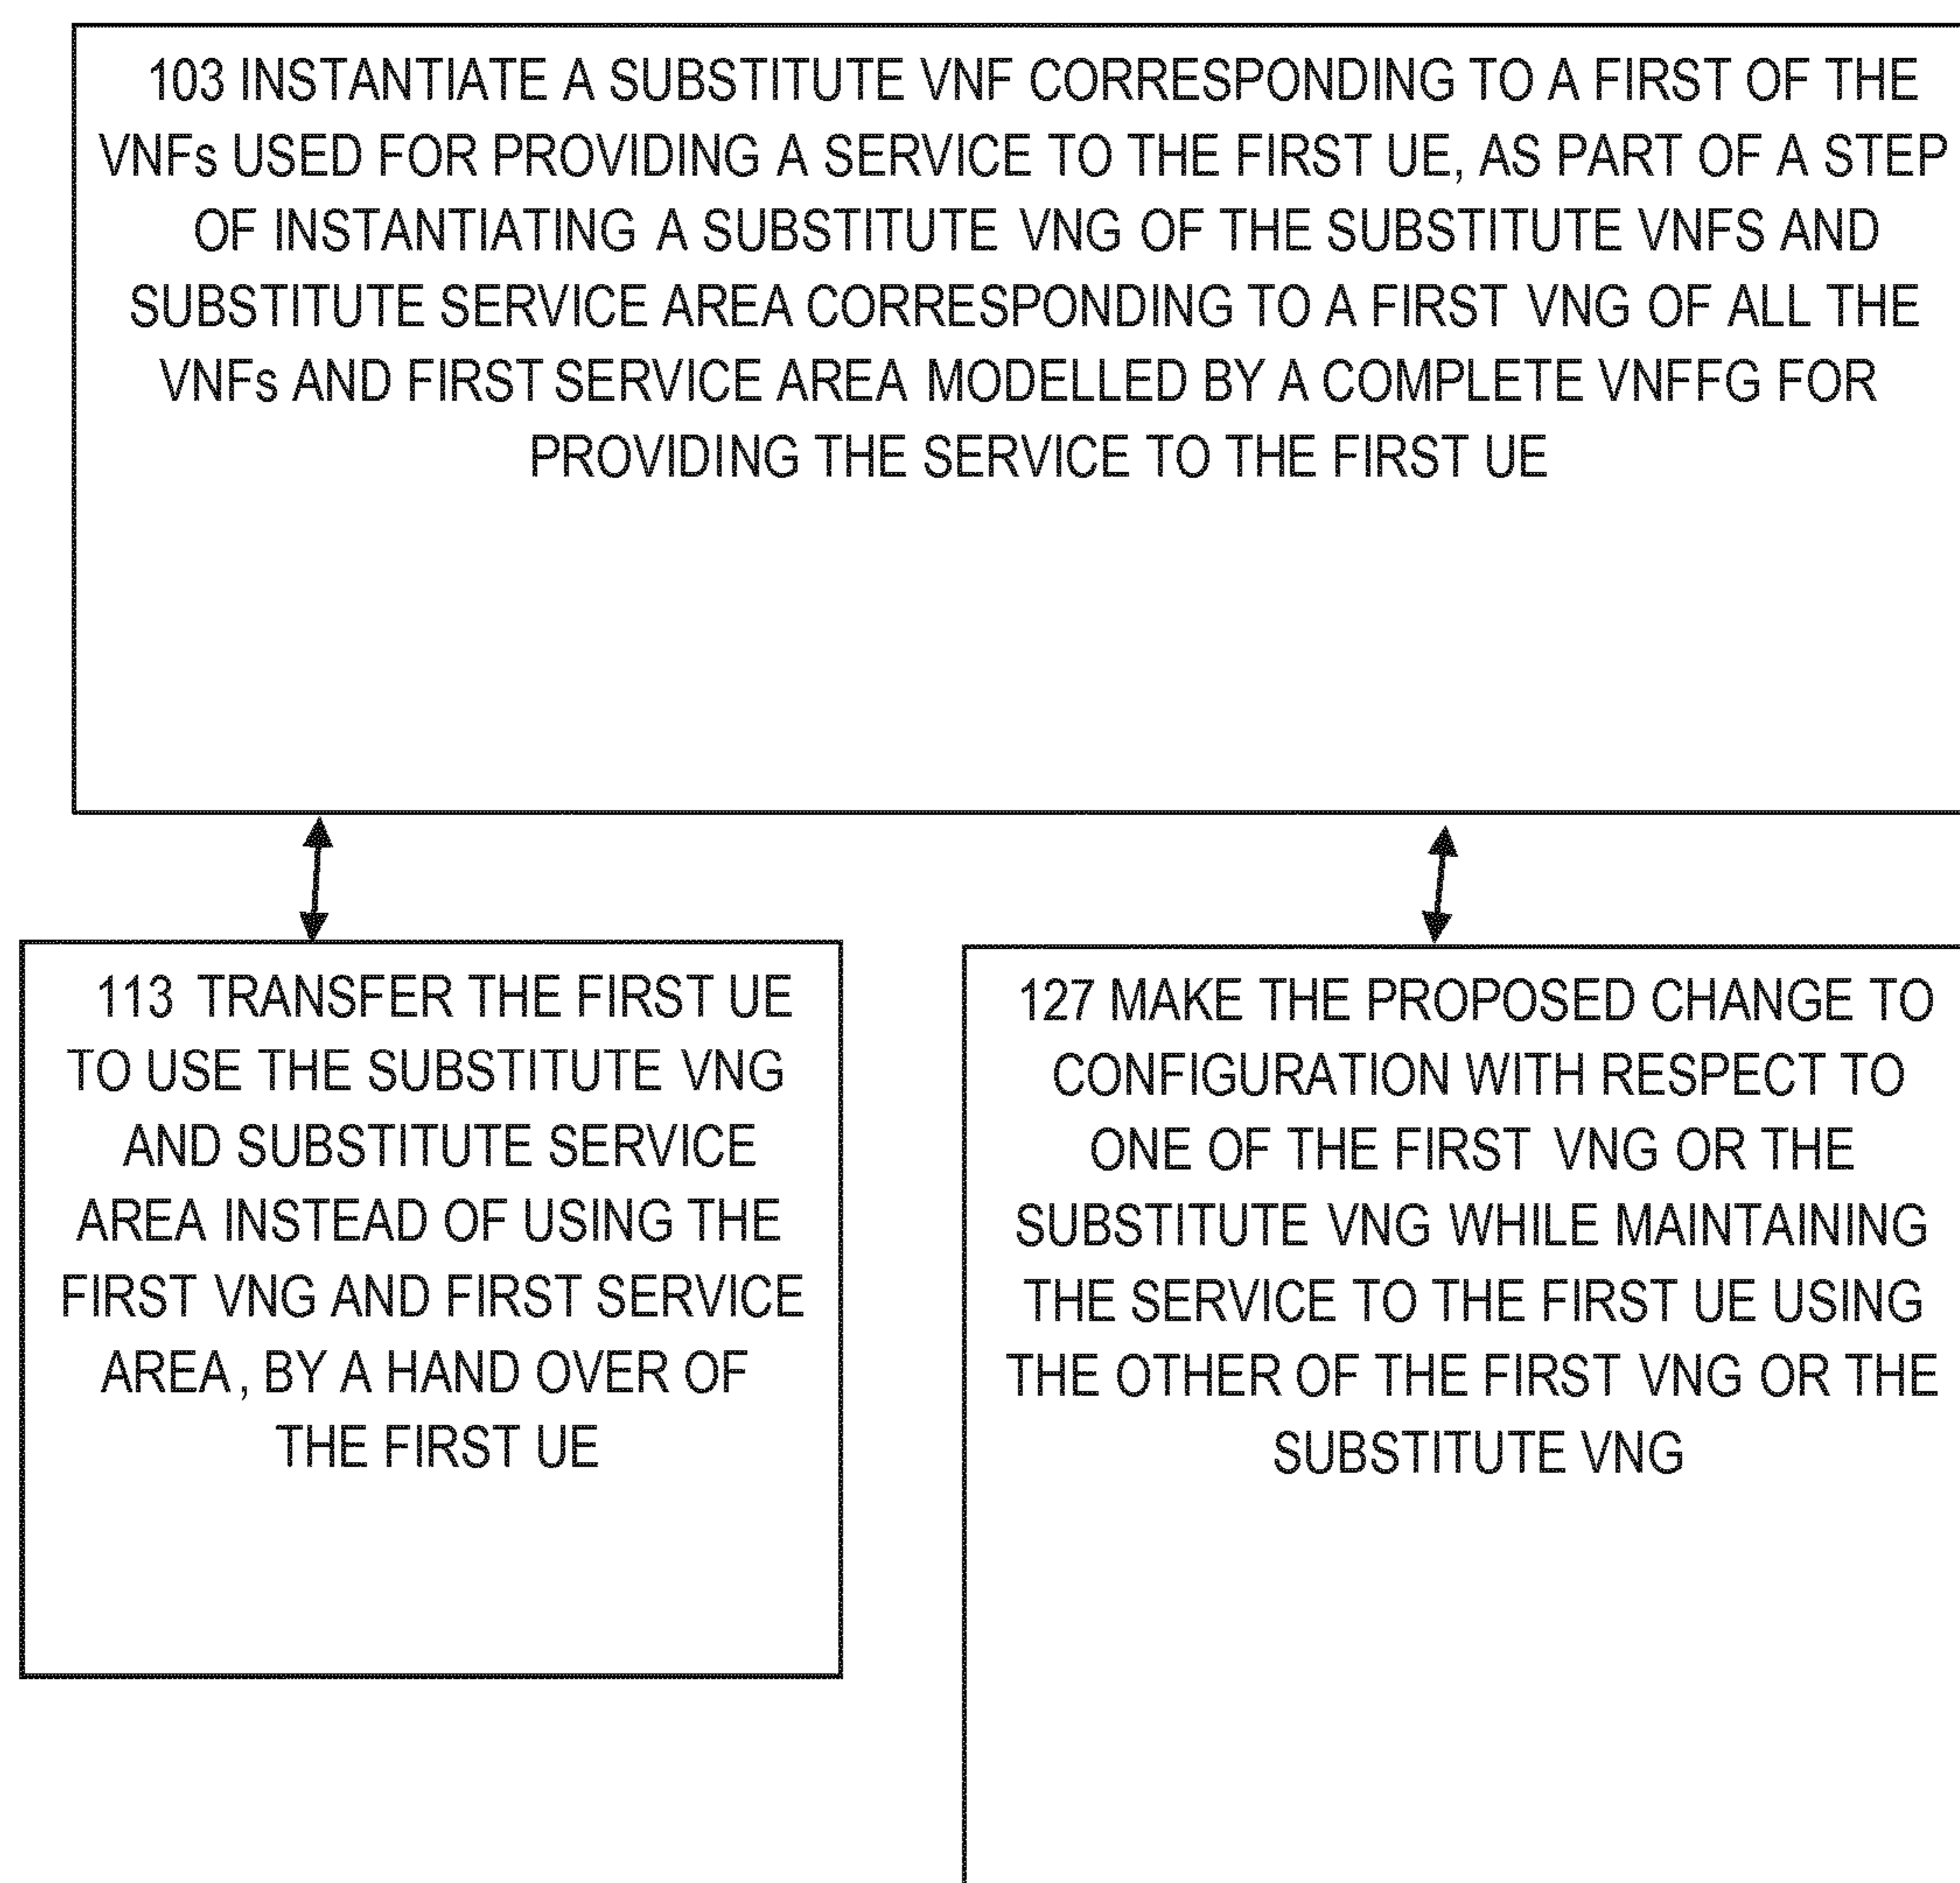 103 INSTANTIATE A SUBSTITUTE VNF CORRESPONDING TO A FIRST OF THE
VNFs USED FOR PROVIDING A SERVICE TO THE FIRST UE, AS PART OF A STEP
OF INSTANTIATING A SUBSTITUTE VNG OF THE SUBSTITUTE VNFS AND
SUBSTITUTE SERVICE AREA CORRESPONDING TO A FIRST VNG OF ALL THE
VNFs AND FIRST SERVICE AREA MODELLED BY A COMPLETE VNFFG FOR
PROVIDING THE SERVICE TO THE FIRST UE
113 TRANSFER THE FIRST UE
TO USE THE SUBSTITUTE VNG
AND SUBSTITUTE SERVICE
AREA INSTEAD OF USING THE
FIRST VNG AND FIRST SERVICE
AREA, BY A HAND OVER OF
THE FIRST UE
127 MAKE THE PROPOSED CHANGE TO
CONFIGURATION WITH RESPECT TO
ONE OF THE FIRST VNG OR THE
SUBSTITUTE VNG WHILE MAINTAINING
THE SERVICE TO THE FIRST UE USING
THE OTHER OF THE FIRST VNG OR THE
SUBSTITUTE VNG